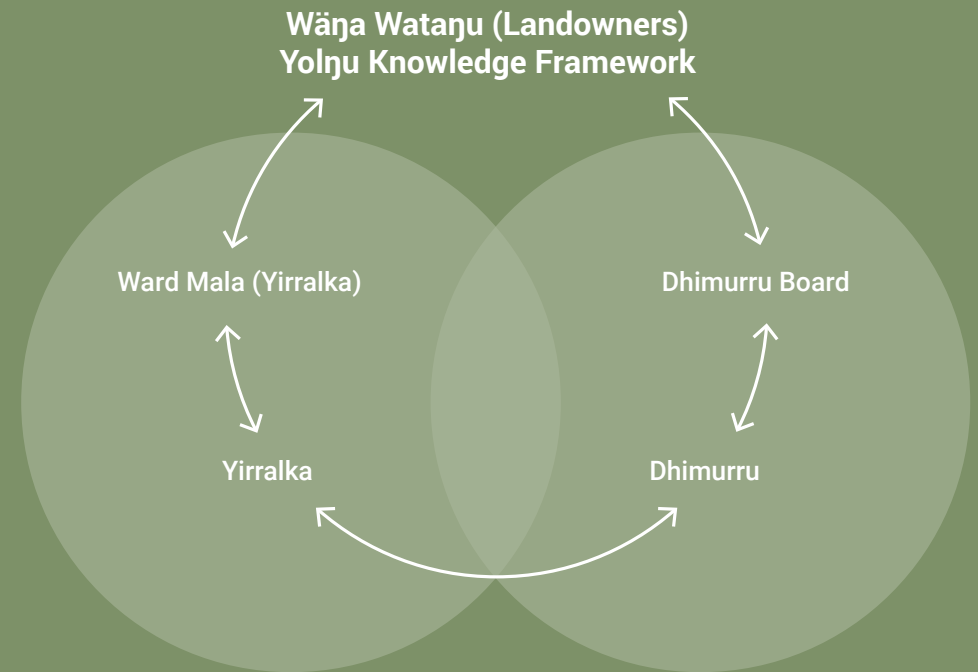 Wäŋa Wataŋu (Landowners)
Yolŋu Knowledge Framework
Ward Mala (Yirralka)
Dhimurru Board
Yirralka
Dhimurru